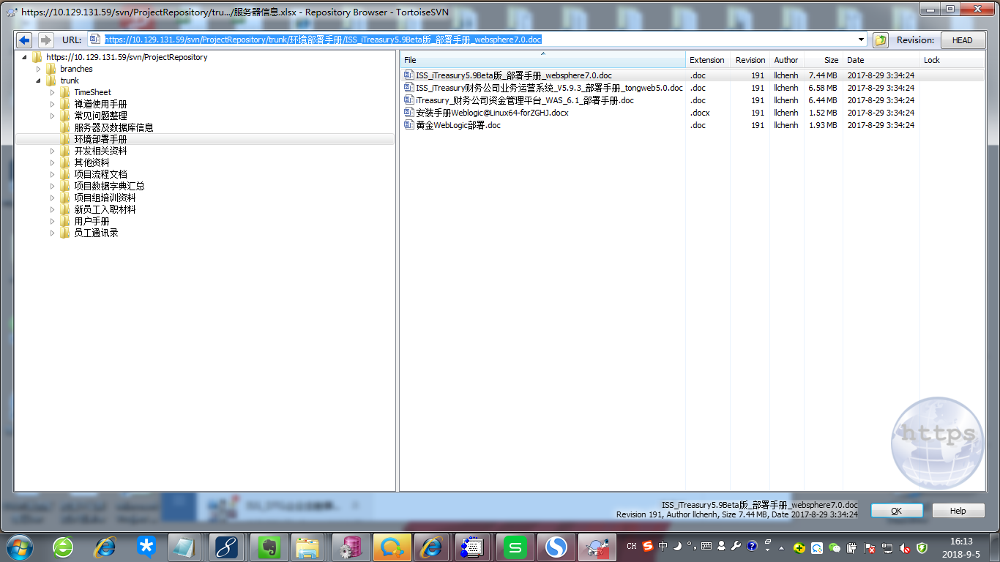 https://10.129.131.59/svn/ProjectRepository/tru.../服务器信息.xlsx - Repository Browser - TortoiseSVN
URL: https://10.129.131.59/svn/ProjectRepository/trunk/环境部署手册/ISS_iTreasury5.9Beta版_部署手册_websphere7.0.doc Revision: HEAD
https://10.129.131.59/svn/ProjectRepository
branches
trunk
TimeSheet
禅道使用手册
常见问题整理
服务器及数据库信息
环境部署手册
开发相关资料
其他资料
项目流程文档
项目数据字典汇总
项目组培训资料
新员工入职材料
用户手册
员工通讯录
File Extension Revision Author Size Date Lock
ISS_iTreasury5.9Beta版_部署手册_websphere7.0.doc .doc 191 llchenh 7.44 MB 2017-8-29 3:34:24
ISS_iTreasury财务公司业务运营系统_V5.9.3_部署手册_tongweb5.0.doc .doc 191 llchenh 6.58 MB 2017-8-29 3:34:24
iTreasury_财务公司资金管理平台_WAS_6.1_部署手册.doc .doc 191 llchenh 6.44 MB 2017-8-29 3:34:24
安装手册Weblogic@Linux64-forZGHJ.docx .docx 191 llchenh 1.52 MB 2017-8-29 3:34:24
黄金WebLogic部署.doc .doc 191 llchenh 1.93 MB 2017-8-29 3:34:24
https
ISS_iTreasury5.9Beta版_部署手册_websphere7.0.doc
Revision 191, Author llchenh, Size 7.44 MB, Date 2017-8-29 3:34:24
OK Help
CH 中 16:13
2018-9-5